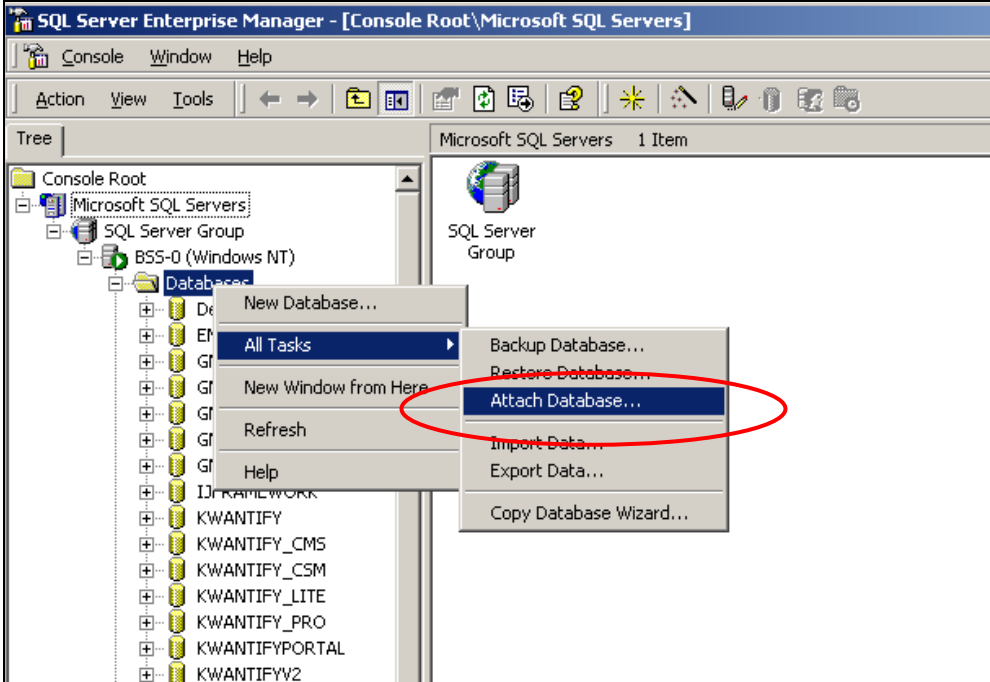 SQL Server Enterprise Manager - [Console Root\Microsoft SQL Servers]
Console Window Help
Action View Tools
Tree
Microsoft SQL Servers 1 Item
Console Root
Microsoft SQL Servers
SQL Server Group
BSS-0 (Windows NT)
Databases
IJFRAMEWORK
KWANTIFY
KWANTIFY_CMS
KWANTIFY_CSM
KWANTIFY_LITE
KWANTIFY_PRO
KWANTIFYPORTAL
KWANTIFYV2
New Database...
All Tasks
New Window from Here
Refresh
Help
Backup Database...
Restore Database...
Attach Database...
Import Data...
Export Data...
Copy Database Wizard...
SQL Server
Group